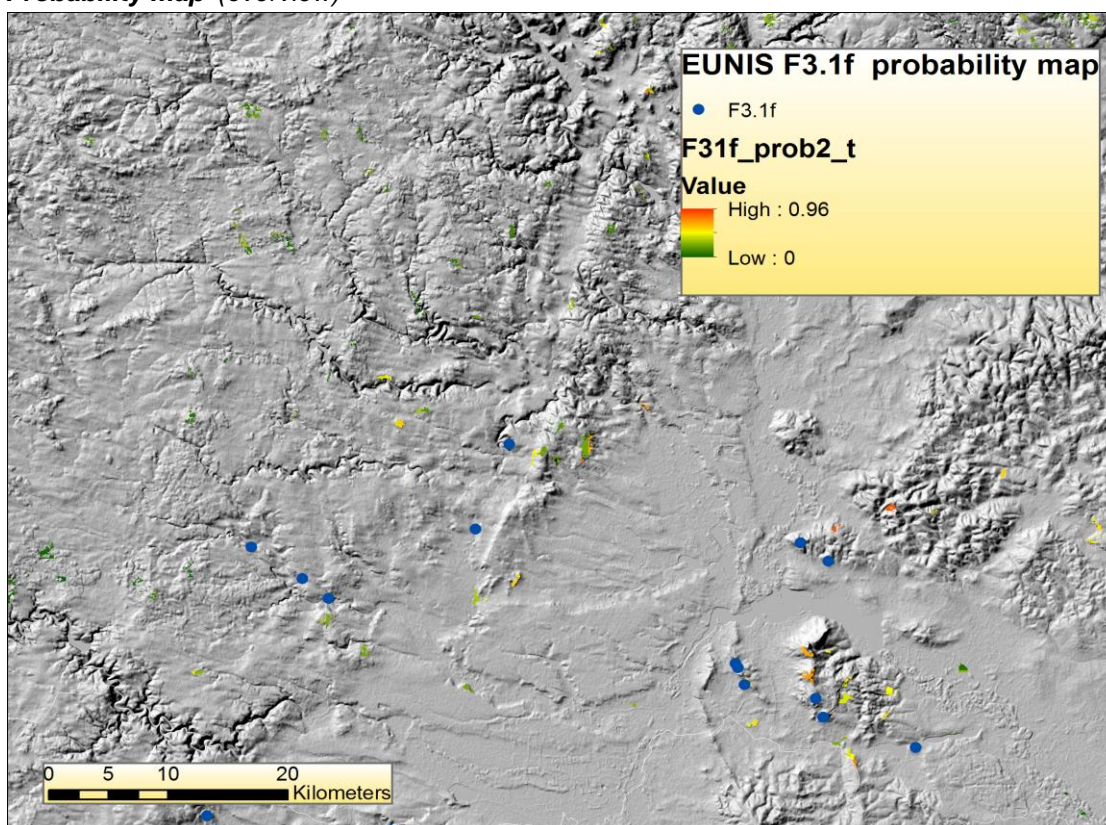 Probability map (overview)
EUNIS F3.1f probability map
F3.1f
F31f_prob2_t
Value
High : 0.96
Low : 0
0 5 10 20
Kilometers